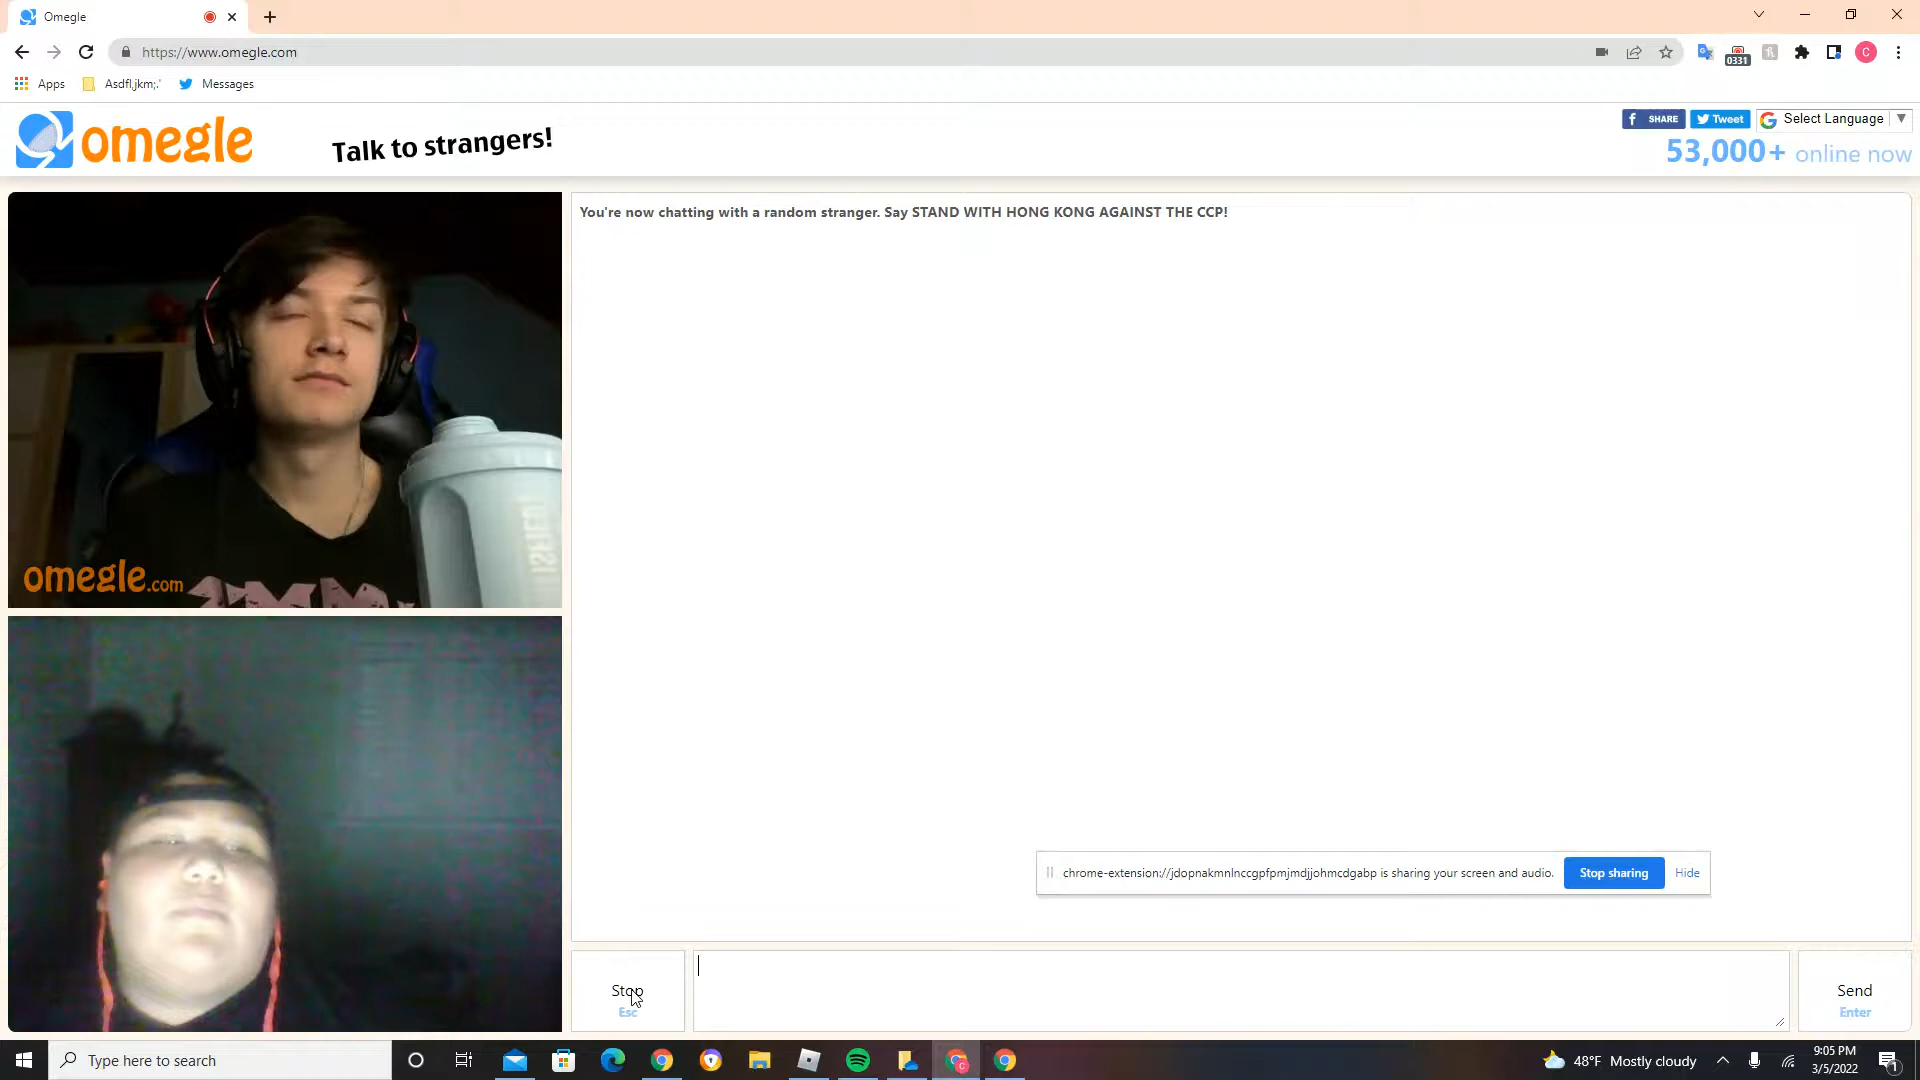 Omegle
https://www.omegle.com
0331
C
Apps
Asdfl;jkm;.'
Messages
omegle
Talk to strangers!
SHARE
Tweet
Select Language
53,000+ online now
You're now chatting with a random stranger. Say STAND WITH HONG KONG AGAINST THE CCP!
omegle.com
chrome-extension://jdopnakmnlnccgpfpmjmdjjohmcdgabp is sharing your screen and audio.
Stop sharing
Hide
Stop
Esc
Send
Enter
Type here to search
48°F Mostly cloudy
9:05 PM
3/5/2022
1